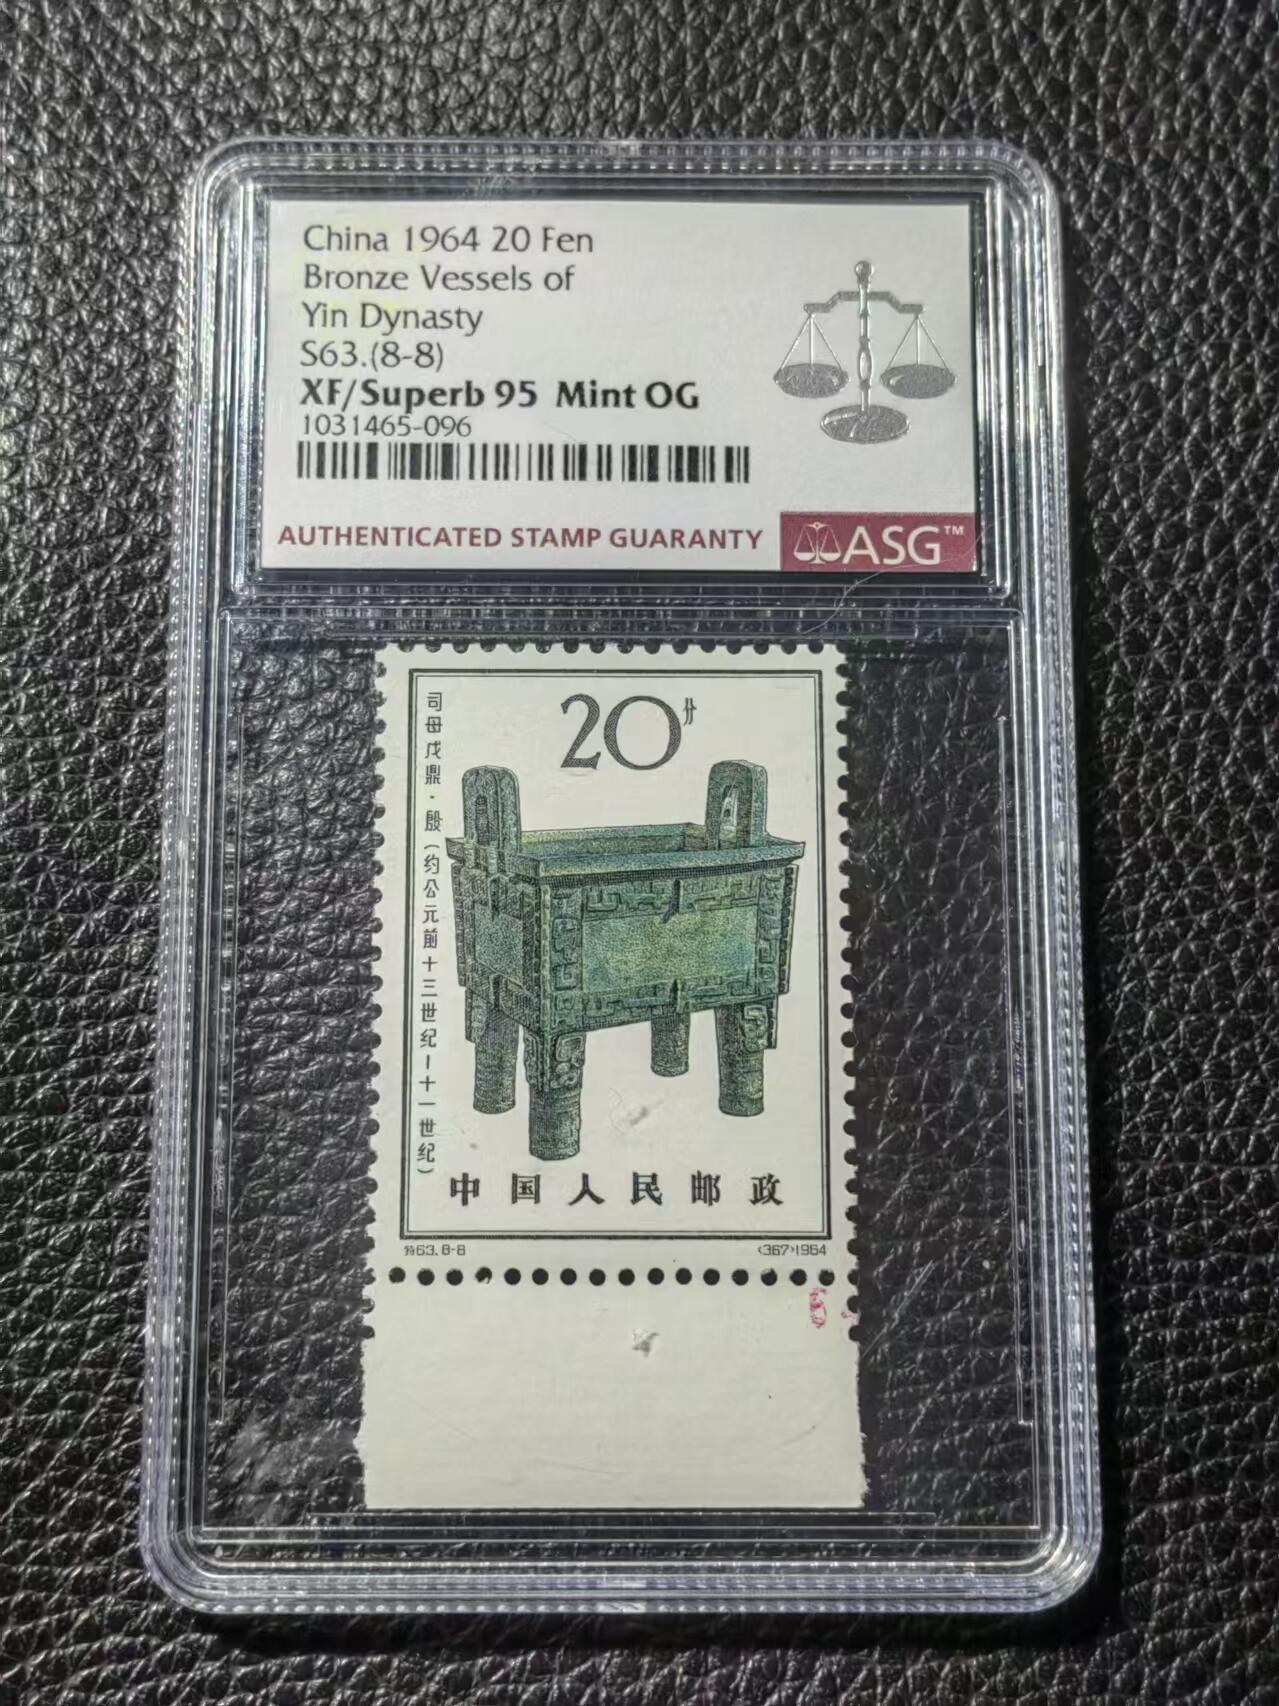 China 1964 20 Fen
Bronze Vessels of
Yin Dynasty
S63.(8-8)
XF/Superb 95 Mint OG
1031465-096
AUTHENTICATED STAMP GUARANTY
ASG™
20分
司母戊鼎·殷(约公元前十三世纪—十一世纪)
中国人民邮政
特63.8-8
(367)1964